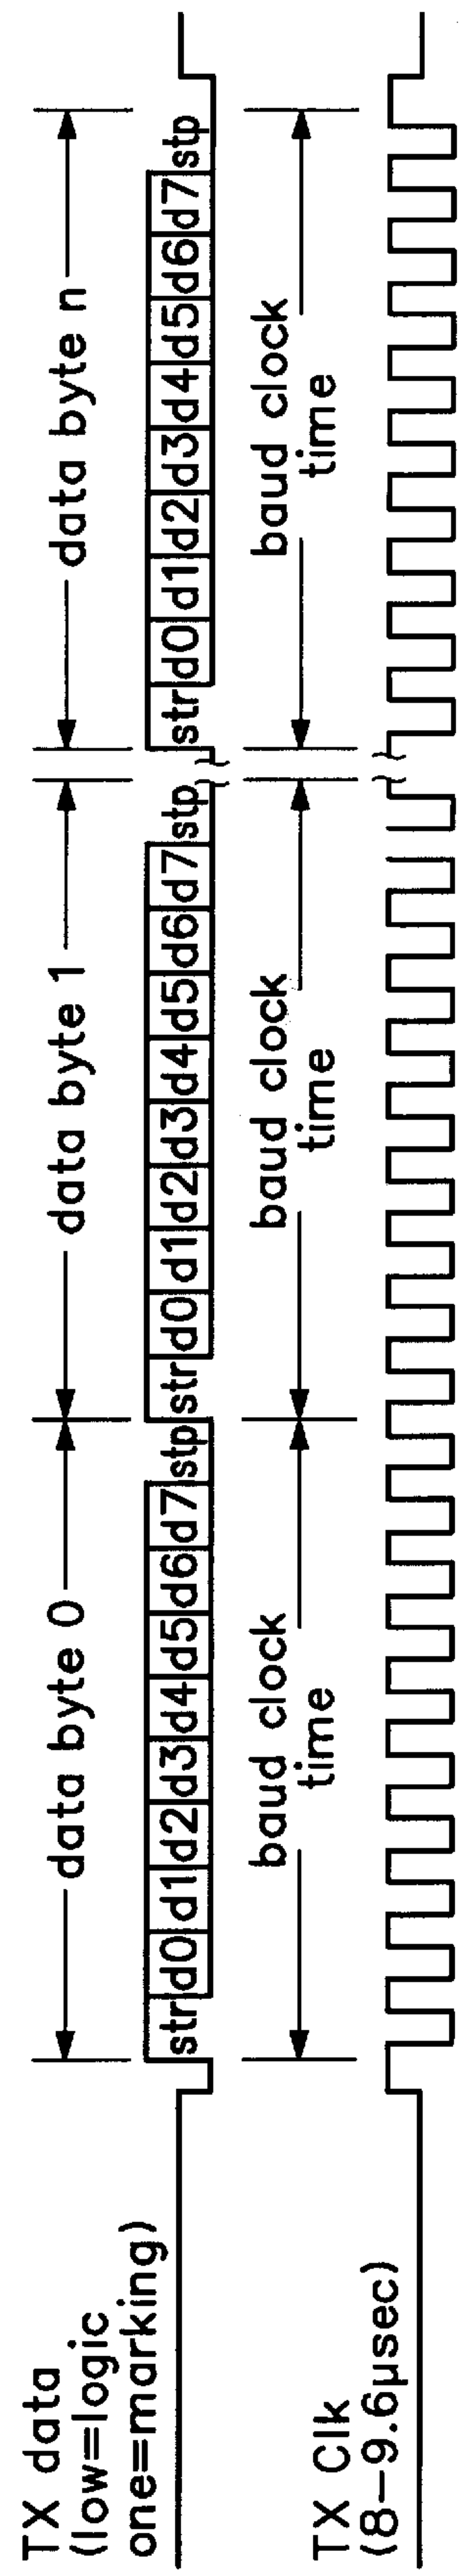 TX data
(low=logic
one=marking)
data byte 0
data byte 1
data byte n
str d0 d1 d2 d3 d4 d5 d6 d7 stp
str d0 d1 d2 d3 d4 d5 d6 d7 stp
str d0 d1 d2 d3 d4 d5 d6 d7 stp
baud clock
time
baud clock
time
baud clock
time
TX Clk
(8–9.6μsec)